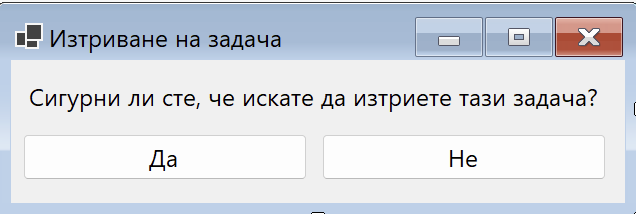 Изтриване на задача
Сигурни ли сте, че искате да изтриете тази задача?
Да
Не